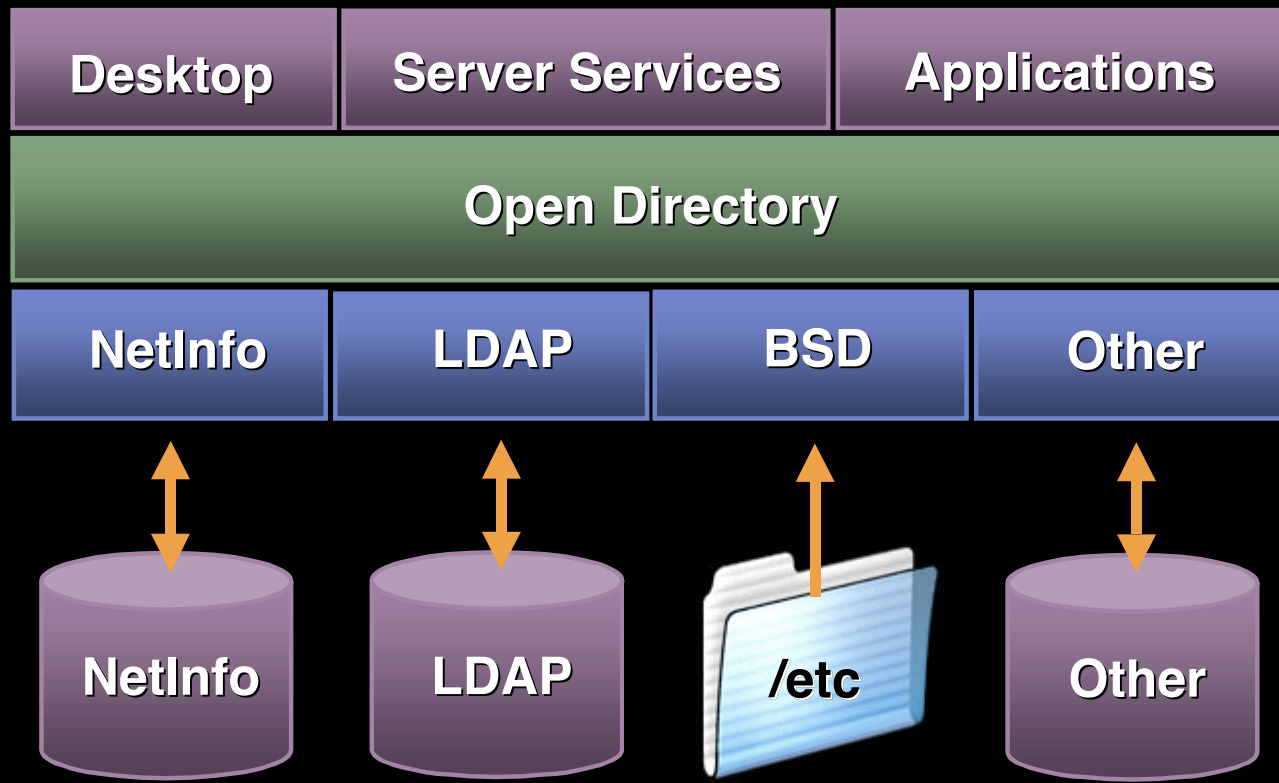 Desktop
Server Services
Applications
Open Directory
NetInfo
LDAP
BSD
Other
NetInfo
LDAP
/etc
Other